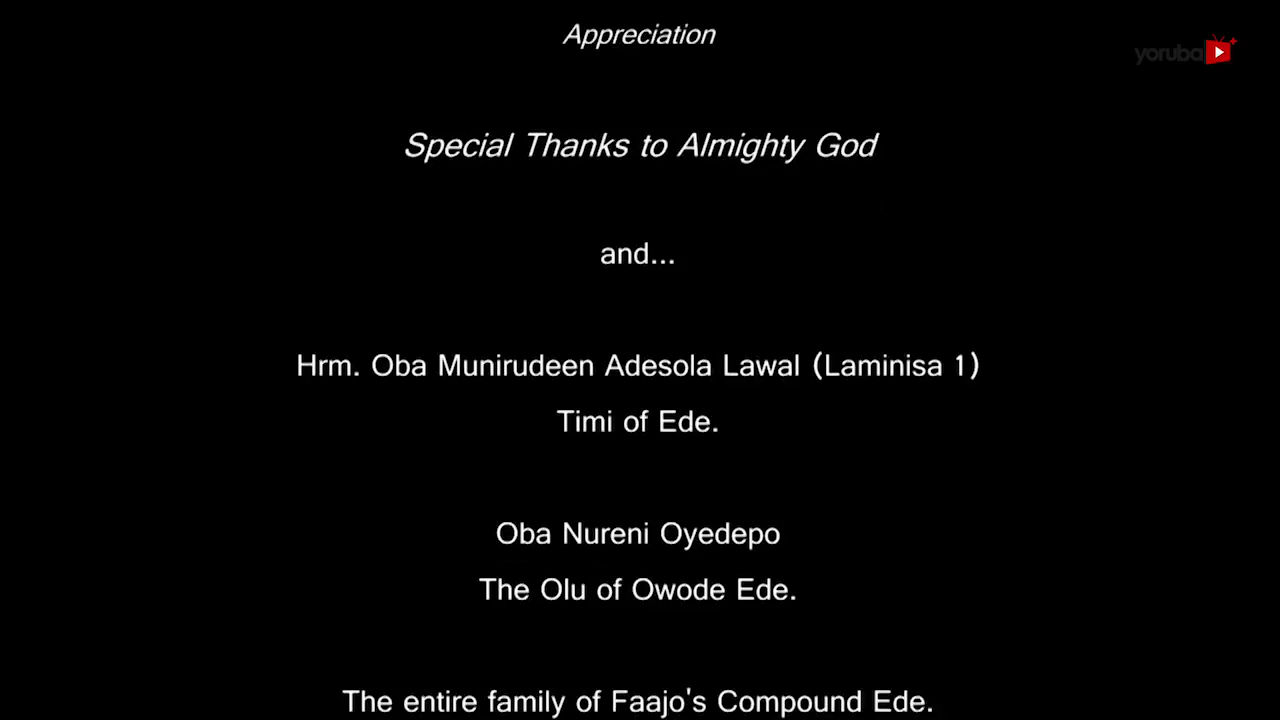 Appreciation
yoruba
Special Thanks to Almighty God
and...
Hrm. Oba Munirudeen Adesola Lawal (Laminisa 1)
Timi of Ede.
Oba Nureni Oyedepo
The Olu of Owode Ede.
The entire family of Faajo's Compound Ede.